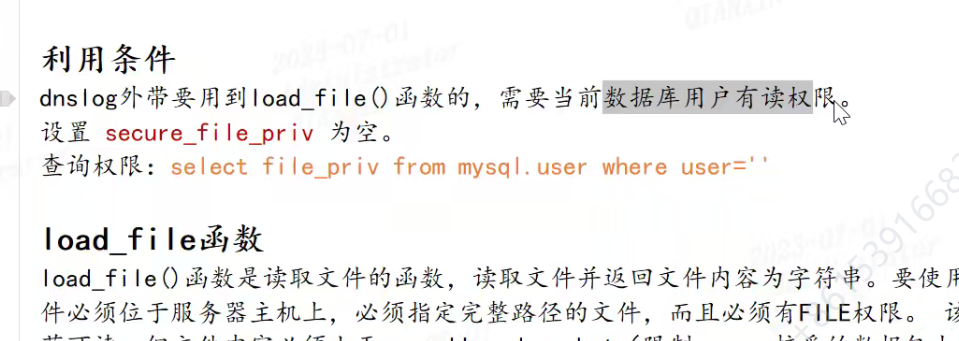 利用条件
dnslog外带要用到load_file()函数的，需要当前数据库用户有读权限。
设置 secure_file_priv 为空。
查询权限：select file_priv from mysql.user where user=''
load_file函数
load_file()函数是读取文件的函数，读取文件并返回文件内容为字符串。要使用
件必须位于服务器主机上，必须指定完整路径的文件，而且必须有FILE权限。 该